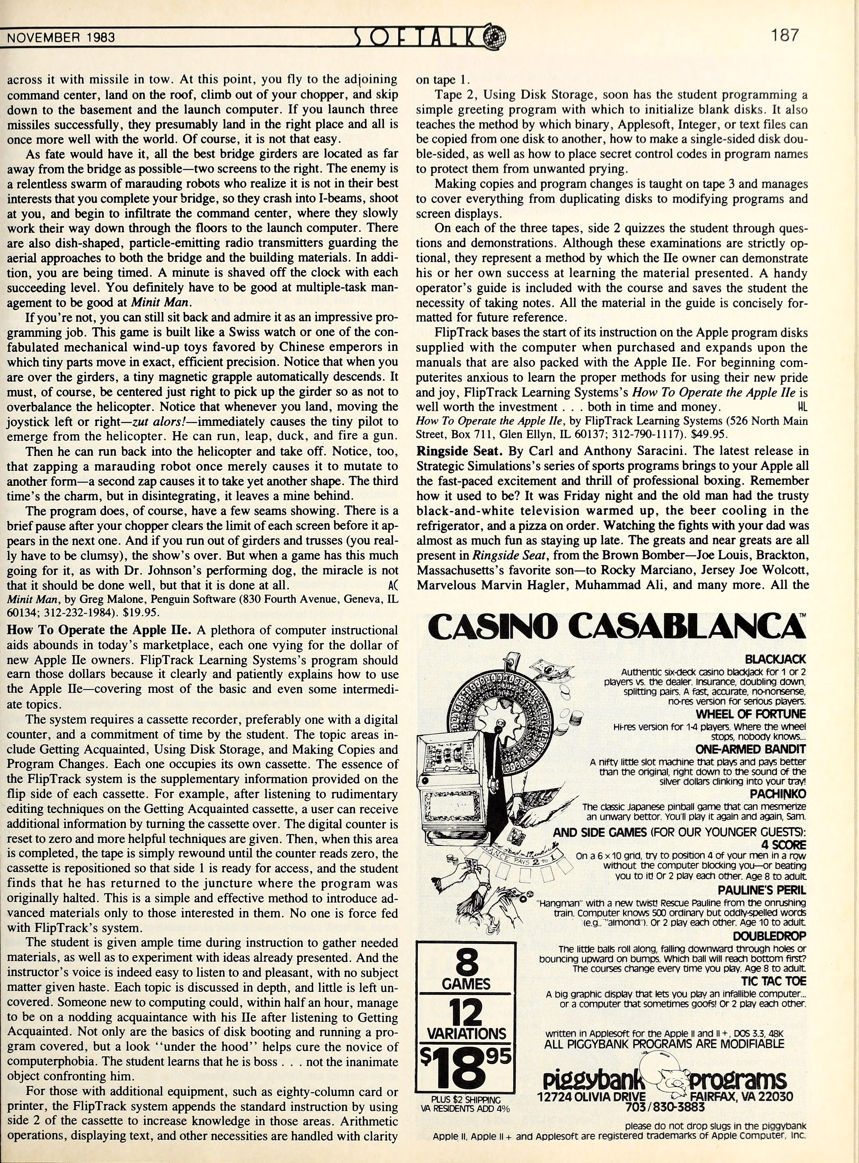 NOVEMBER 1983
SOFTALK
187
across it with missile in tow. At this point, you fly to the adjoining
command center, land on the roof, climb out of your chopper, and skip
down to the basement and the launch computer. If you launch three
missiles successfully, they presumably land in the right place and all is
once more well with the world. Of course, it is not that easy.
As fate would have it, all the best bridge girders are located as far
away from the bridge as possible—two screens to the right. The enemy is
a relentless swarm of marauding robots who realize it is not in their best
interests that you complete your bridge, so they crash into I-beams, shoot
at you, and begin to infiltrate the command center, where they slowly
work their way down through the floors to the launch computer. There
are also dish-shaped, particle-emitting radio transmitters guarding the
aerial approaches to both the bridge and the building materials. In addi-
tion, you are being timed. A minute is shaved off the clock with each
succeeding level. You definitely have to be good at multiple-task man-
agement to be good at Minit Man.
If you're not, you can still sit back and admire it as an impressive pro-
gramming job. This game is built like a Swiss watch or one of the con-
fabulated mechanical wind-up toys favored by Chinese emperors in
which tiny parts move in exact, efficient precision. Notice that when you
are over the girders, a tiny magnetic grapple automatically descends. It
must, of course, be centered just right to pick up the girder so as not to
overbalance the helicopter. Notice that whenever you land, moving the
joystick left or right—zut alors!—immediately causes the tiny pilot to
emerge from the helicopter. He can run, leap, duck, and fire a gun.
Then he can run back into the helicopter and take off. Notice, too,
that zapping a marauding robot once merely causes it to mutate to
another form—a second zap causes it to take yet another shape. The third
time's the charm, but in disintegrating, it leaves a mine behind.
The program does, of course, have a few seams showing. There is a
brief pause after your chopper clears the limit of each screen before it ap-
pears in the next one. And if you run out of girders and trusses (you real-
ly have to be clumsy), the show's over. But when a game has this much
going for it, as with Dr. Johnson's performing dog, the miracle is not
that it should be done well, but that it is done at all. AC
Minit Man, by Greg Malone, Penguin Software (830 Fourth Avenue, Geneva, IL
60134; 312-232-1984). $19.95.
How To Operate the Apple IIe. A plethora of computer instructional
aids abounds in today's marketplace, each one vying for the dollar of
new Apple IIe owners. FlipTrack Learning Systems's program should
earn those dollars because it clearly and patiently explains how to use
the Apple IIe—covering most of the basic and even some intermedi-
ate topics.
The system requires a cassette recorder, preferably one with a digital
counter, and a commitment of time by the student. The topic areas in-
clude Getting Acquainted, Using Disk Storage, and Making Copies and
Program Changes. Each one occupies its own cassette. The essence of
the FlipTrack system is the supplementary information provided on the
flip side of each cassette. For example, after listening to rudimentary
editing techniques on the Getting Acquainted cassette, a user can receive
additional information by turning the cassette over. The digital counter is
reset to zero and more helpful techniques are given. Then, when this area
is completed, the tape is simply rewound until the counter reads zero, the
cassette is repositioned so that side 1 is ready for access, and the student
finds that he has returned to the juncture where the program was
originally halted. This is a simple and effective method to introduce ad-
vanced materials only to those interested in them. No one is force fed
with FlipTrack's system.
The student is given ample time during instruction to gather needed
materials, as well as to experiment with ideas already presented. And the
instructor's voice is indeed easy to listen to and pleasant, with no subject
matter given haste. Each topic is discussed in depth, and little is left un-
covered. Someone new to computing could, within half an hour, manage
to be on a nodding acquaintance with his IIe after listening to Getting
Acquainted. Not only are the basics of disk booting and running a pro-
gram covered, but a look "under the hood" helps cure the novice of
computerphobia. The student learns that he is boss . . . not the inanimate
object confronting him.
For those with additional equipment, such as eighty-column card or
printer, the FlipTrack system appends the standard instruction by using
side 2 of the cassette to increase knowledge in those areas. Arithmetic
operations, displaying text, and other necessities are handled with clarity
on tape 1.
Tape 2, Using Disk Storage, soon has the student programming a
simple greeting program with which to initialize blank disks. It also
teaches the method by which binary, Applesoft, Integer, or text files can
be copied from one disk to another, how to make a single-sided disk dou-
ble-sided, as well as how to place secret control codes in program names
to protect them from unwanted prying.
Making copies and program changes is taught on tape 3 and manages
to cover everything from duplicating disks to modifying programs and
screen displays.
On each of the three tapes, side 2 quizzes the student through ques-
tions and demonstrations. Although these examinations are strictly op-
tional, they represent a method by which the IIe owner can demonstrate
his or her own success at learning the material presented. A handy
operator's guide is included with the course and saves the student the
necessity of taking notes. All the material in the guide is concisely for-
matted for future reference.
FlipTrack bases the start of its instruction on the Apple program disks
supplied with the computer when purchased and expands upon the
manuals that are also packed with the Apple IIe. For beginning com-
puterites anxious to learn the proper methods for using their new pride
and joy, FlipTrack Learning Systems's How To Operate the Apple IIe is
well worth the investment . . . both in time and money. WL
How To Operate the Apple IIe, by FlipTrack Learning Systems (526 North Main
Street, Box 711, Glen Ellyn, IL 60137; 312-790-1117). $49.95.
Ringside Seat. By Carl and Anthony Saracini. The latest release in
Strategic Simulations's series of sports programs brings to your Apple all
the fast-paced excitement and thrill of professional boxing. Remember
how it used to be? It was Friday night and the old man had the trusty
black-and-white television warmed up, the beer cooling in the
refrigerator, and a pizza on order. Watching the fights with your dad was
almost as much fun as staying up late. The greats and near greats are all
present in Ringside Seat, from the Brown Bomber—Joe Louis, Brackton,
Massachusetts's favorite son—to Rocky Marciano, Jersey Joe Wolcott,
Marvelous Marvin Hagler, Muhammad Ali, and many more. All the
CASINO CASABLANCA™
BLACKJACK
Authentic six-deck casino blackjack for 1 or 2
players vs. the dealer. Insurance, doubling down,
splitting pairs. A fast, accurate, no-nonsense,
no-res version for serious players.
WHEEL OF FORTUNE
Hi-res version for 1-4 players. Where the wheel
stops, nobody knows...
ONE-ARMED BANDIT
A nifty little slot machine that plays and pays better
than the original, right down to the sound of the
silver dollars clinking into your tray!
PACHINKO
The classic Japanese pinball game that can mesmerize
an unwary bettor. You'll play it again and again, Sam.
AND SIDE GAMES (FOR OUR YOUNGER GUESTS):
4 SCORE
On a 6 x 10 grid, try to position 4 of your men in a row
without the computer blocking you—or beating
you to it! Or 2 play each other. Age 8 to adult.
PAULINE'S PERIL
"Hangman" with a new twist! Rescue Pauline from the onrushing
train. Computer knows 500 ordinary but oddly-spelled words
(e.g., "almond"). Or 2 play each other. Age 10 to adult.
DOUBLEDROP
The little balls roll along, falling downward through holes or
bouncing upward on bumps. Which ball will reach bottom first?
The courses change every time you play. Age 8 to adult.
TIC TAC TOE
A big graphic display that lets you play an infallible computer...
or a computer that sometimes goofs! Or 2 play each other.
8
GAMES
12
VARIATIONS
$18.95
PLUS $2 SHIPPING
VA RESIDENTS ADD 4%
written in Applesoft for the Apple II and II+, DOS 3.3, 48K
ALL PIGGYBANK PROGRAMS ARE MODIFIABLE
piggybank programs
12724 OLIVIA DRIVE FAIRFAX, VA 22030
703/830-3883
please do not drop slugs in the piggybank
Apple II, Apple II+ and Applesoft are registered trademarks of Apple Computer, Inc.